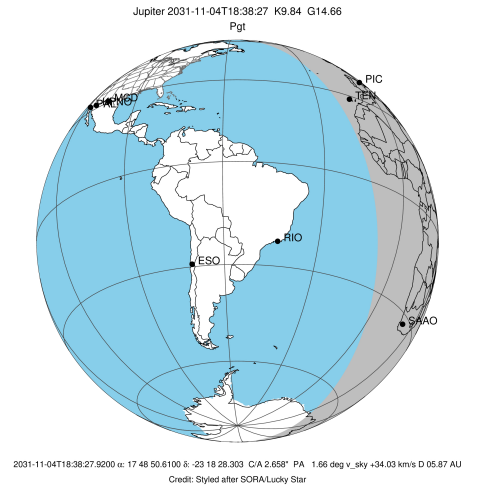 Jupiter 2031-11-04T18:38:27 K9.84 G14.66
Pgt
PIC
TEN
MCD
RIO
ESO
SAAO
2031-11-04T18:38:27.9200 α: 17 48 50.6100 δ: -23 18 28.303 C/A 2.658" PA 1.66 deg v_sky +34.03 km/s D 05.87 AU
Credit: Styled after SORA/Lucky Star